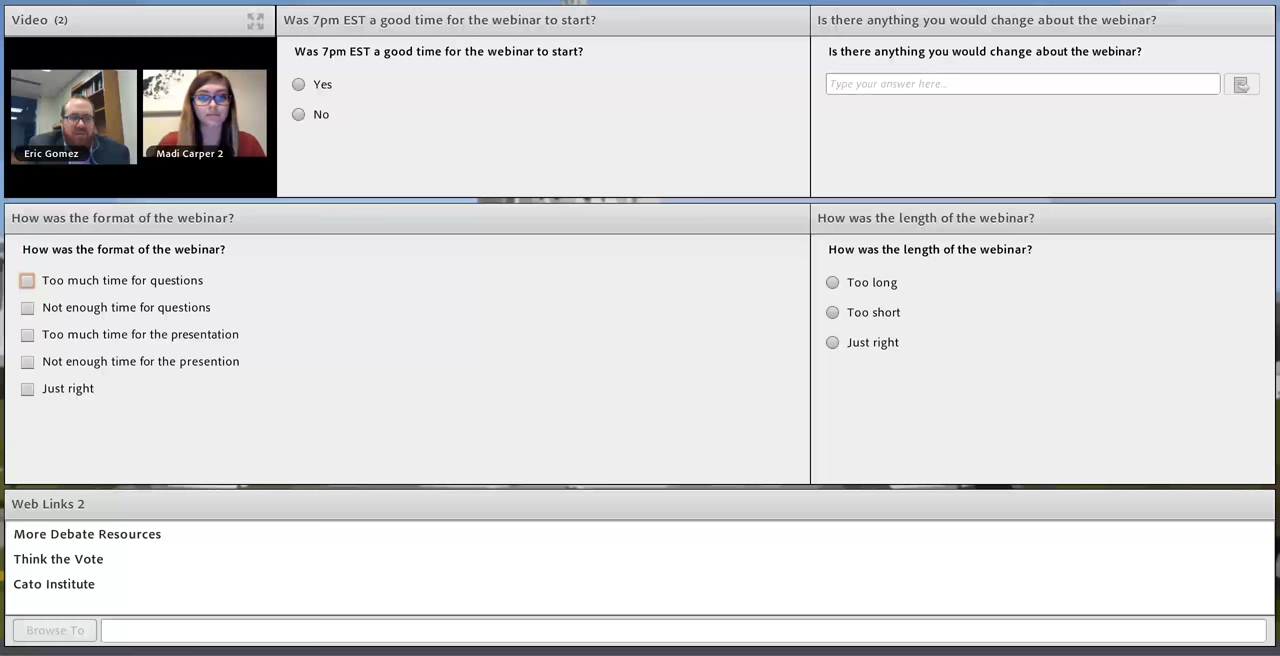 Video (2)
Eric Gomez
Madi Carper 2
Was 7pm EST a good time for the webinar to start?
Was 7pm EST a good time for the webinar to start?
Yes
No
Is there anything you would change about the webinar?
Is there anything you would change about the webinar?
Type your answer here...
How was the format of the webinar?
How was the format of the webinar?
Too much time for questions
Not enough time for questions
Too much time for the presentation
Not enough time for the presention
Just right
How was the length of the webinar?
How was the length of the webinar?
Too long
Too short
Just right
Web Links 2
More Debate Resources
Think the Vote
Cato Institute
Browse To